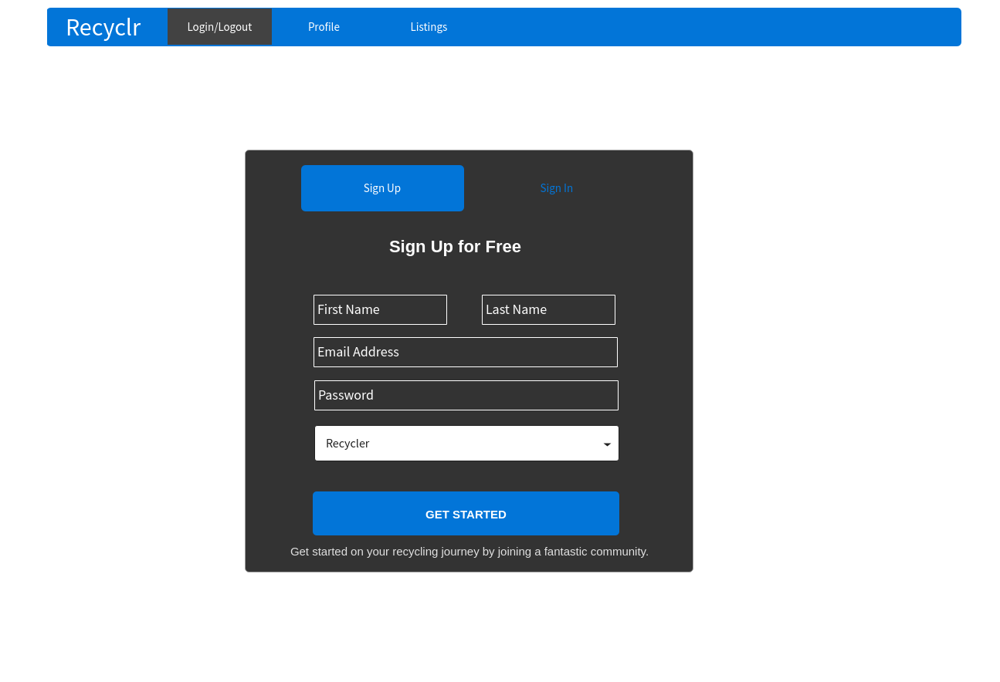 Recyclr Login/Logout Profile Listings
Sign Up Sign In
Sign Up for Free
First Name Last Name
Email Address
Password
Recycler
GET STARTED
Get started on your recycling journey by joining a fantastic community.